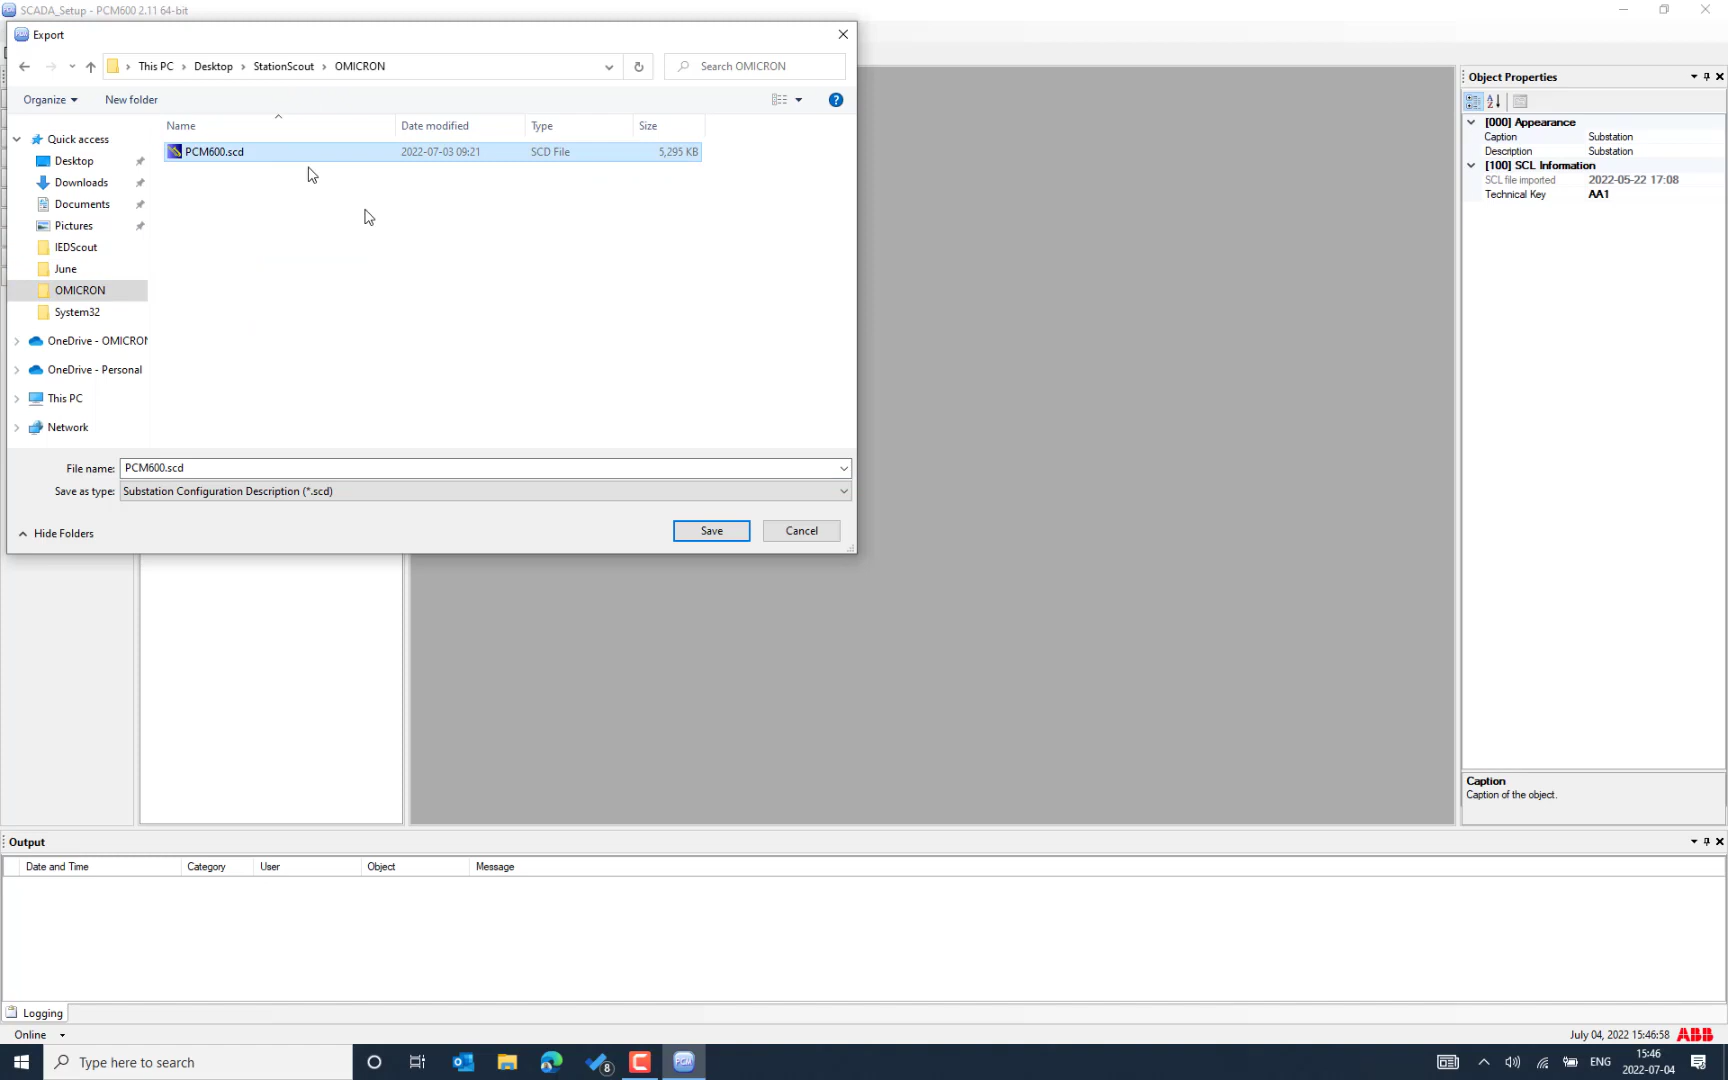 SCADA_Setup - PCM600 2.11 64-bit
Export
This PC > Desktop > StationScout > OMICRON
Search OMICRON
Organize
New folder
Name
Date modified
Type
Size
PCM600.scd
2022-07-03 09:21
SCD File
5,295 KB
Quick access
Desktop
Downloads
Documents
Pictures
IEDScout
June
OMICRON
System32
OneDrive - OMICRON
OneDrive - Personal
This PC
Network
File name: PCM600.scd
Save as type: Substation Configuration Description (*.scd)
Hide Folders
Save
Cancel
Object Properties
[000] Appearance
Caption Substation
Description Substation
[100] SCL Information
SCL file imported 2022-05-22 17:08
Technical Key AA1
Caption
Caption of the object.
Output
Date and Time
Category
User
Object
Message
Logging
Online
July 04, 2022 15:46:58
ABB
Type here to search
8
PCM
ENG
15:46
2022-07-04